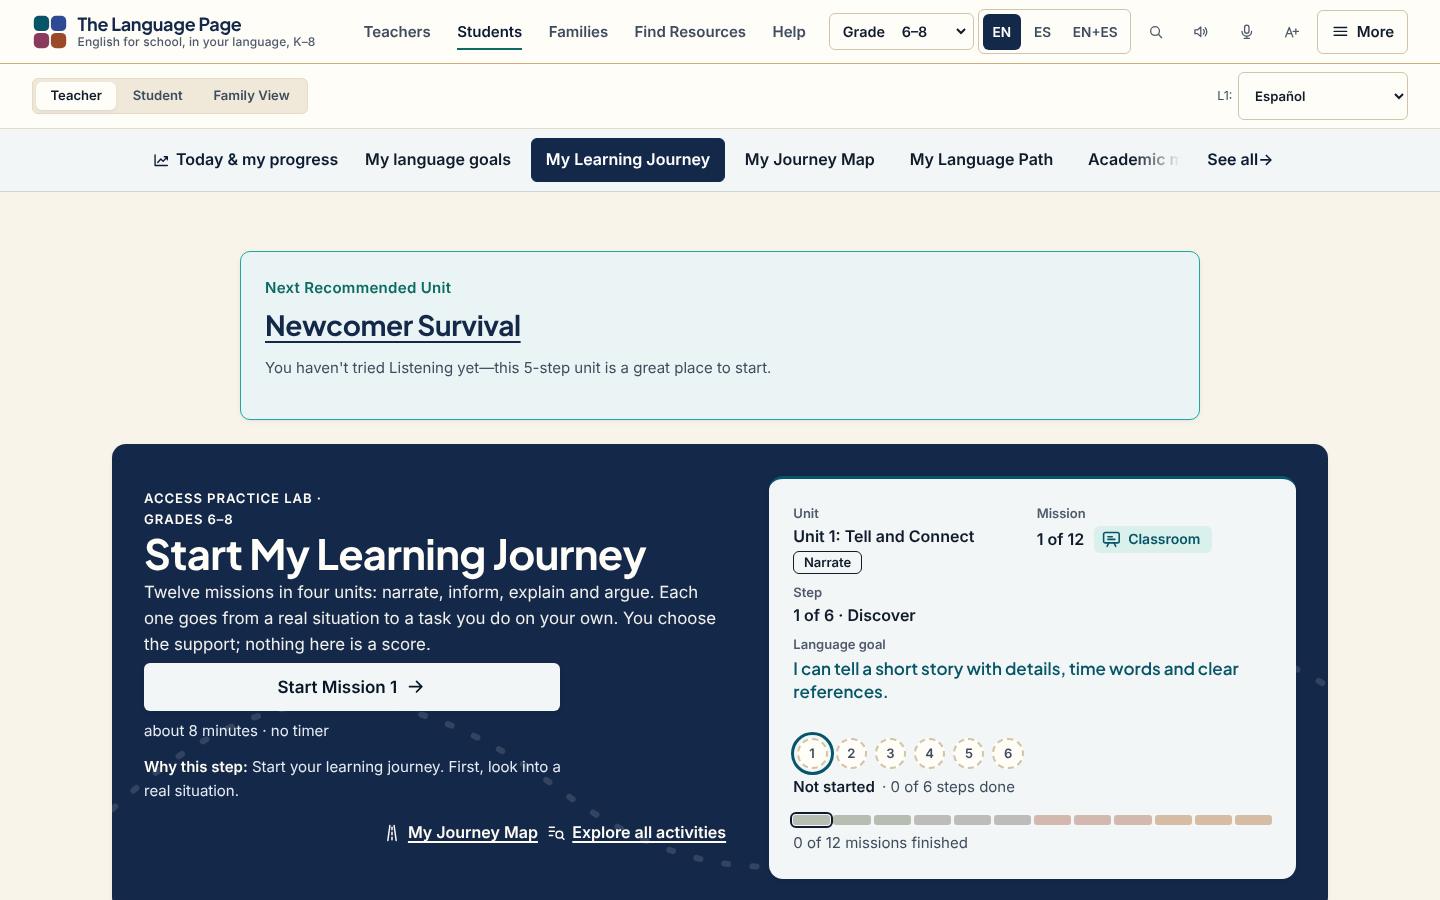 The Language Page
English for school, in your language, K–8
Teachers
Students
Families
Find Resources
Help
Grade 6–8
EN
ES
EN+ES
A+
More
Teacher
Student
Family View
L1:
Español
Today & my progress
My language goals
My Learning Journey
My Journey Map
My Language Path
Academic
See all→
Next Recommended Unit
Newcomer Survival
You haven't tried Listening yet—this 5-step unit is a great place to start.
ACCESS PRACTICE LAB ·
GRADES 6–8
Start My Learning Journey
Twelve missions in four units: narrate, inform, explain and argue. Each
one goes from a real situation to a task you do on your own. You choose
the support; nothing here is a score.
Start Mission 1 →
about 8 minutes · no timer
Why this step: Start your learning journey. First, look into a
real situation.
My Journey Map
Explore all activities
Unit
Unit 1: Tell and Connect
Narrate
Mission
1 of 12
Classroom
Step
1 of 6 · Discover
Language goal
I can tell a short story with details, time words and clear
references.
1 2 3 4 5 6
Not started · 0 of 6 steps done
0 of 12 missions finished